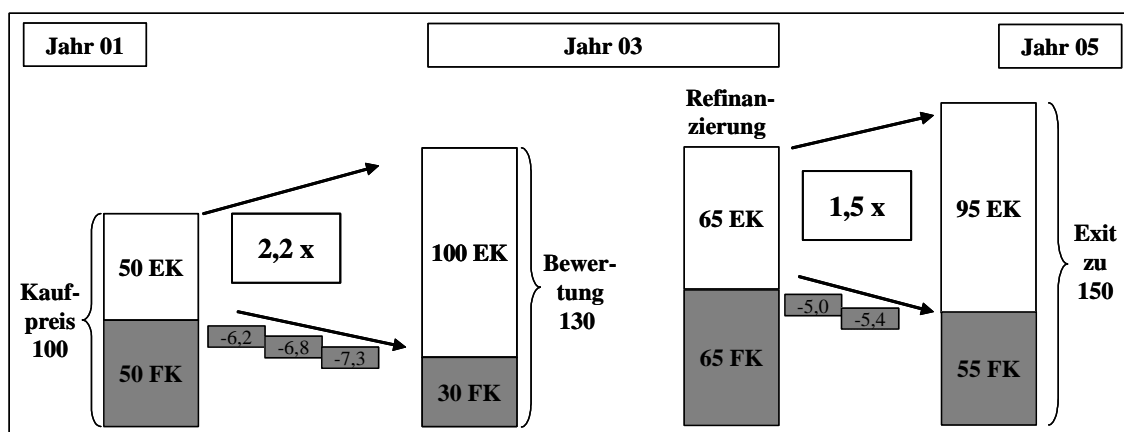 Jahr 01
Jahr 03
Jahr 05
Kauf-
preis
100
50 EK
50 FK
2,2 x
-6,2
-6,8
-7,3
100 EK
30 FK
Bewer-
tung
130
Refinan-
zierung
65 EK
65 FK
1,5 x
-5,0
-5,4
95 EK
55 FK
Exit
zu
150